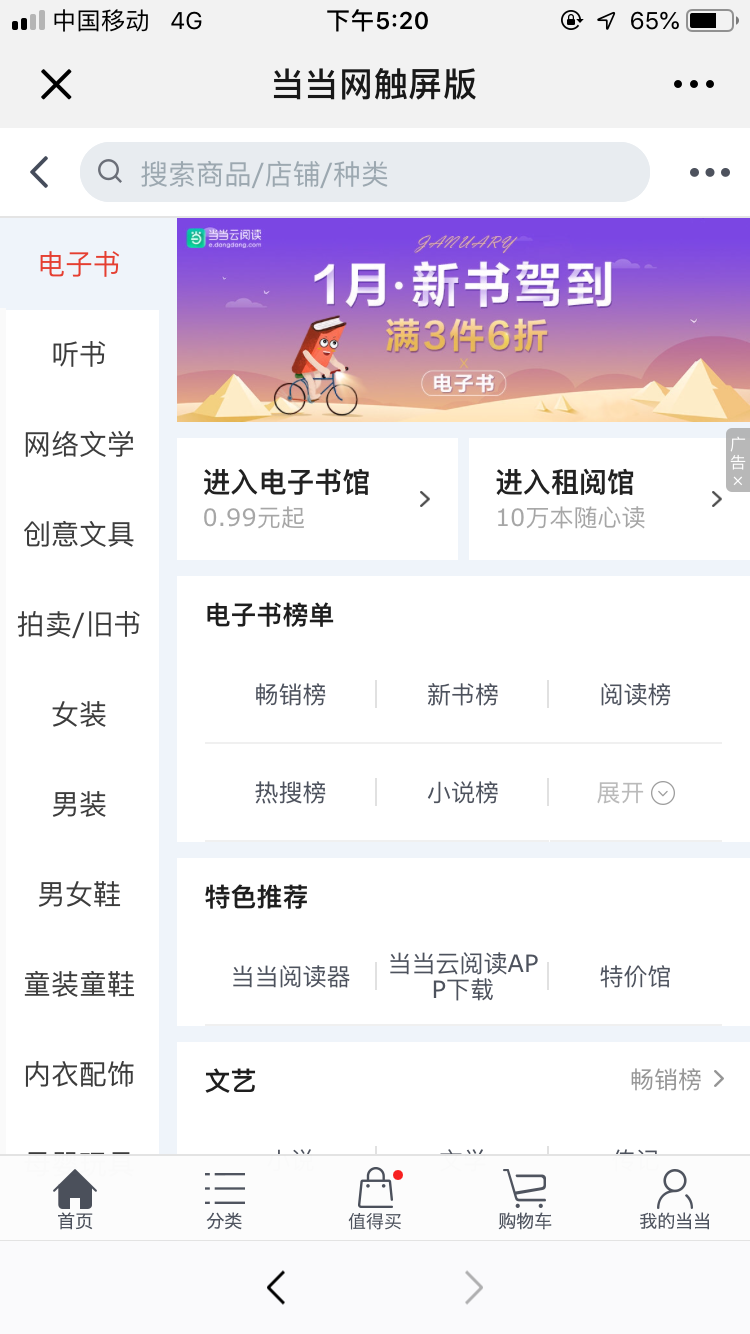 中国移动 4G 下午5:20 65%
当当网触屏版
搜索商品/店铺/种类
电子书
听书
网络文学
创意文具
拍卖/旧书
女装
男装
男女鞋
童装童鞋
内衣配饰
当当云阅读
e.dangdang.com
JANUARY
1月·新书驾到
满3件6折
电子书
广告
×
进入电子书馆
0.99元起
进入租阅馆
10万本随心读
电子书榜单
畅销榜 新书榜 阅读榜
热搜榜 小说榜 展开
特色推荐
当当阅读器
当当云阅读AP
P下载
特价馆
文艺 畅销榜
首页 分类 值得买 购物车 我的当当